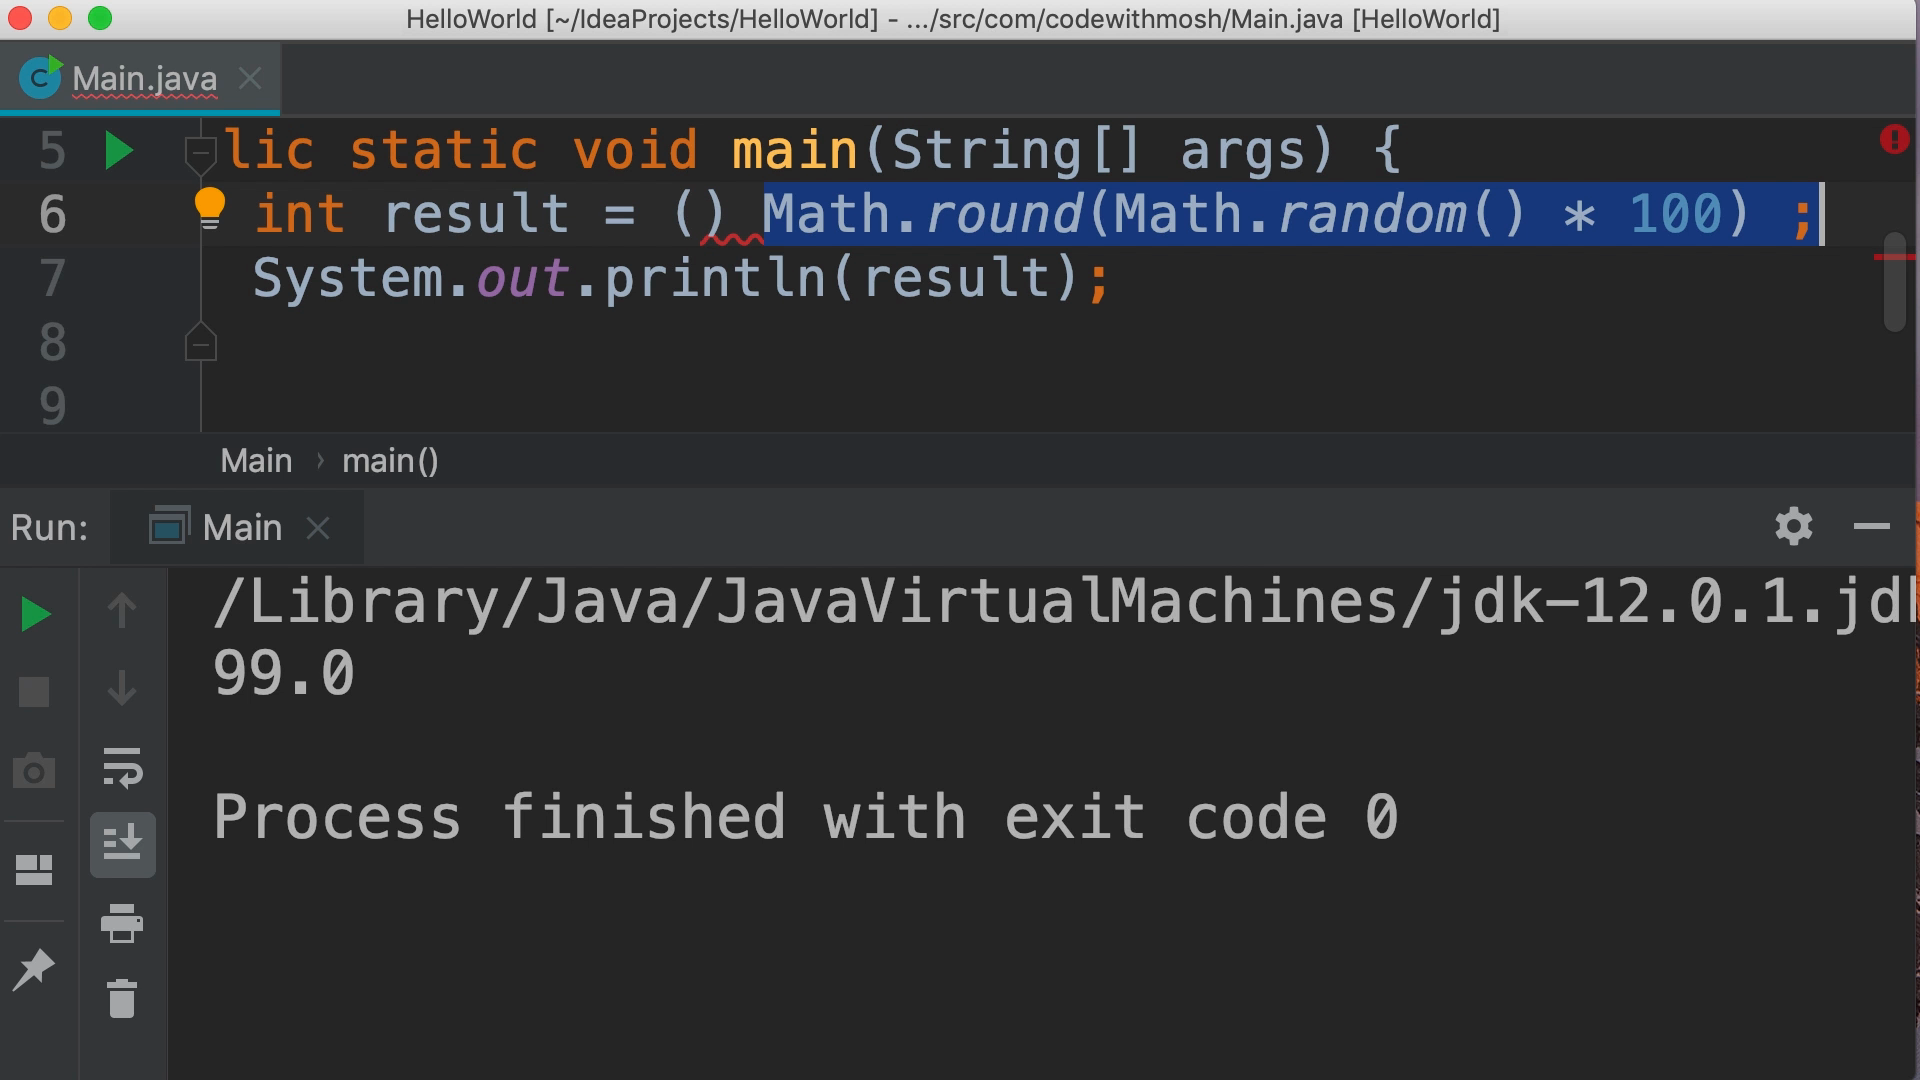 HelloWorld [~/IdeaProjects/HelloWorld] - .../src/com/codewithmosh/Main.java [HelloWorld]
Main.java
5 lic static void main(String[] args) {
6 int result = () Math.round(Math.random() * 100) ;
7 System.out.println(result);
8
9
Main › main()
Run: Main
/Library/Java/JavaVirtualMachines/jdk-12.0.1.jdk
99.0
Process finished with exit code 0